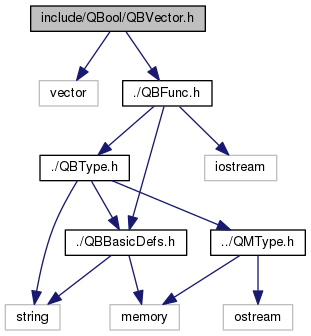 include/QBool/QBVector.h
vector
./QBFunc.h
./QBType.h
iostream
./QBBasicDefs.h
../QMType.h
string
memory
ostream